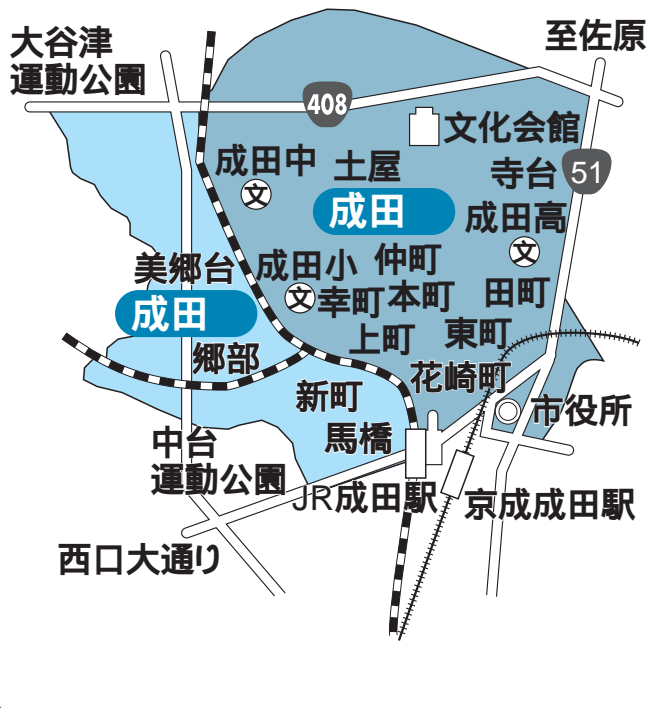 大谷津
運動公園
至佐原
408
文化会館
成田中
土屋
寺台
51
成田
成田高
文
文
美郷台
成田小
仲町
文
幸町
本町
田町
成田
上町
東町
郷部
花崎町
新町
市役所
馬橋
中台
運動公園
JR成田駅
京成成田駅
西口大通り